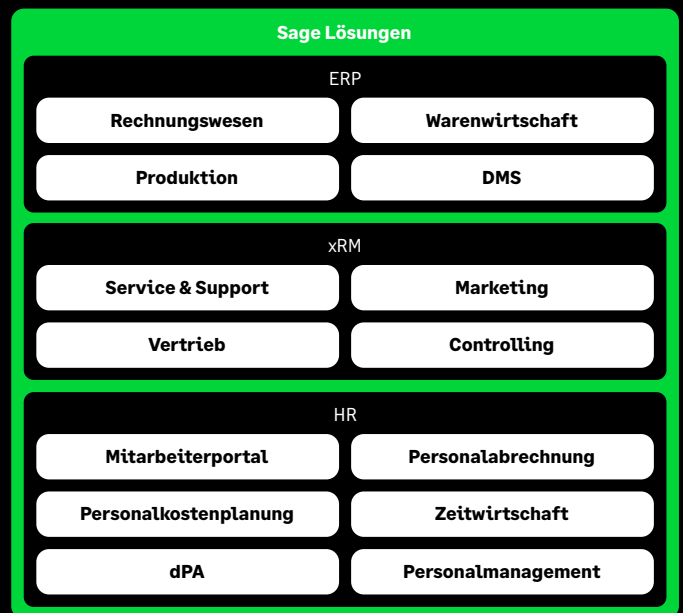 Sage Lösungen
ERP
Rechnungswesen
Warenwirtschaft
Produktion
DMS
xRM
Service & Support
Marketing
Vertrieb
Controlling
HR
Mitarbeiterportal
Personalabrechnung
Personalkostenplanung
Zeitwirtschaft
dPA
Personalmanagement